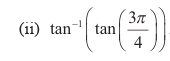 (ii) tan⁻¹(tan(3π/4)).